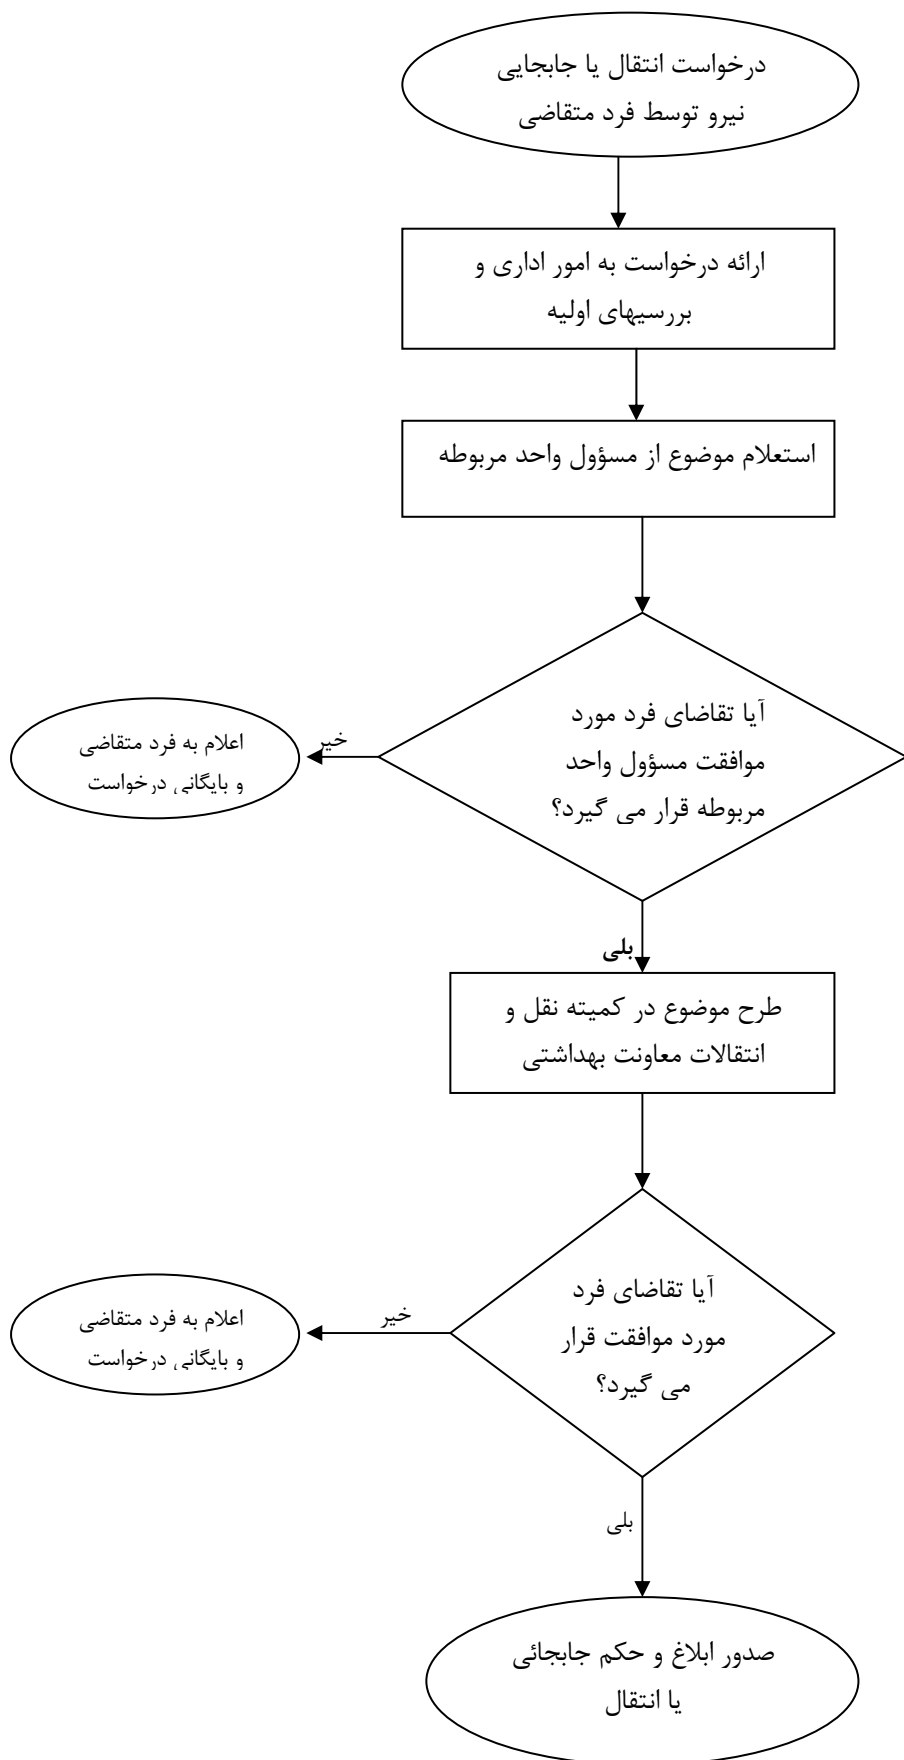 درخواست انتقال یا جابجایی
نیرو توسط فرد متقاضی
ارائه درخواست به امور اداری و
بررسیهای اولیه
استعلام موضوع از مسؤول واحد مربوطه
آیا تقاضای فرد مورد
موافقت مسؤول واحد
مربوطه قرار می گیرد؟
خیر
اعلام به فرد متقاضی
و بایگانی درخواست
بلی
طرح موضوع در کمیته نقل و
انتقالات معاونت بهداشتی
آیا تقاضای فرد
مورد موافقت قرار
می گیرد؟
خیر
اعلام به فرد متقاضی
و بایگانی درخواست
بلی
صدور ابلاغ و حکم جابجائی
یا انتقال